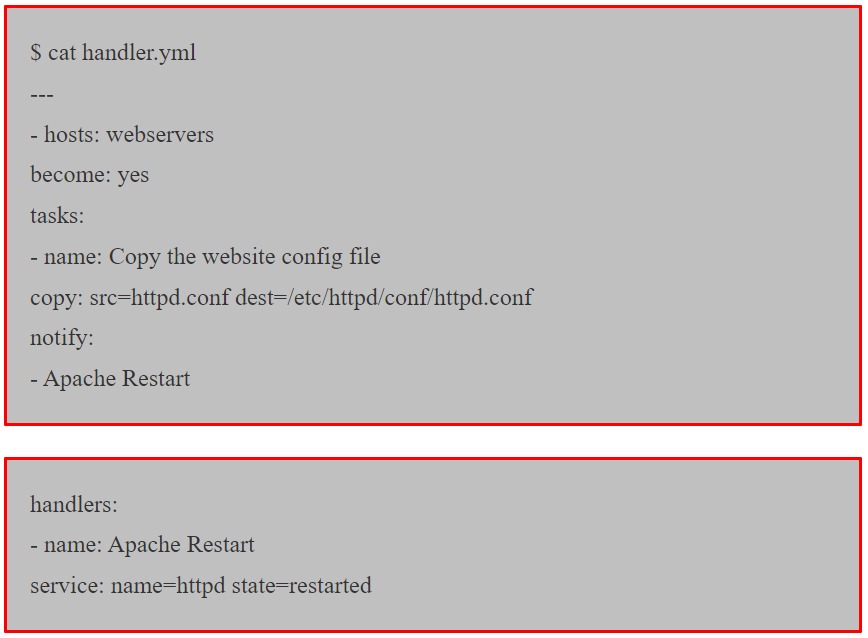 $ cat handler.yml
---
- hosts: webservers
become: yes
tasks:
- name: Copy the website config file
copy: src=httpd.conf dest=/etc/httpd/conf/httpd.conf
notify:
- Apache Restart
handlers:
- name: Apache Restart
service: name=httpd state=restarted